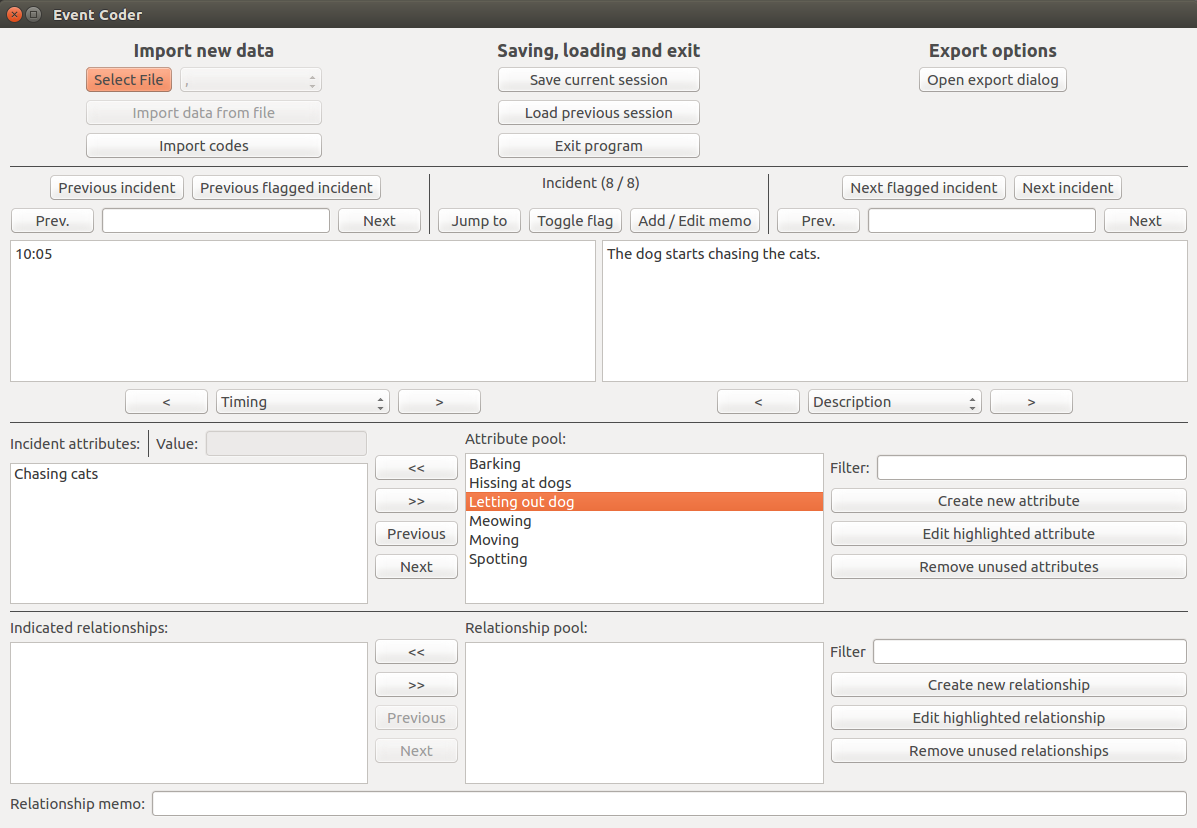 Event Coder
Import new data
Saving, loading and exit
Export options
Select File
,
Save current session
Open export dialog
Import data from file
Load previous session
Import codes
Exit program
Previous incident
Previous flagged incident
Incident (8 / 8)
Next flagged incident
Next incident
Prev.
Next
Jump to
Toggle flag
Add / Edit memo
Prev.
Next
10:05
The dog starts chasing the cats.
<
Timing
>
<
Description
>
Incident attributes:
Value:
Chasing cats
<<
>>
Previous
Next
Attribute pool:
Barking
Hissing at dogs
Letting out dog
Meowing
Moving
Spotting
Filter:
Create new attribute
Edit highlighted attribute
Remove unused attributes
Indicated relationships:
<<
>>
Previous
Next
Relationship pool:
Filter
Create new relationship
Edit highlighted relationship
Remove unused relationships
Relationship memo: